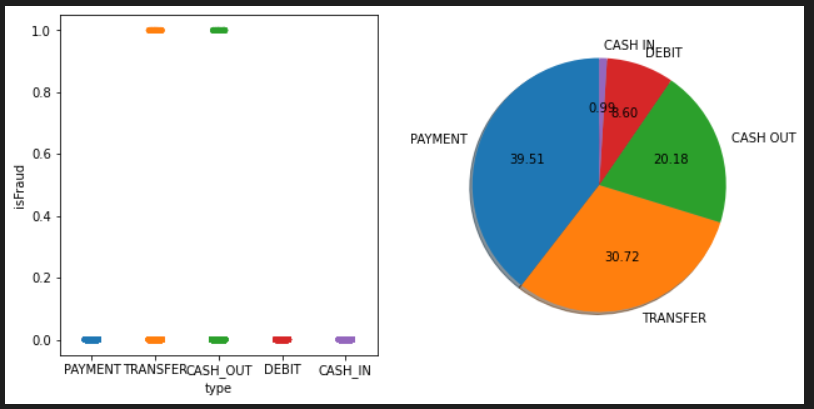 1.0
0.8
0.6
0.4
0.2
0.0
isFraud
PAYMENT TRANSFER CASH_OUT DEBIT CASH_IN
type
CASH IN
DEBIT
0.99
8.60
PAYMENT
CASH OUT
39.51
20.18
30.72
TRANSFER